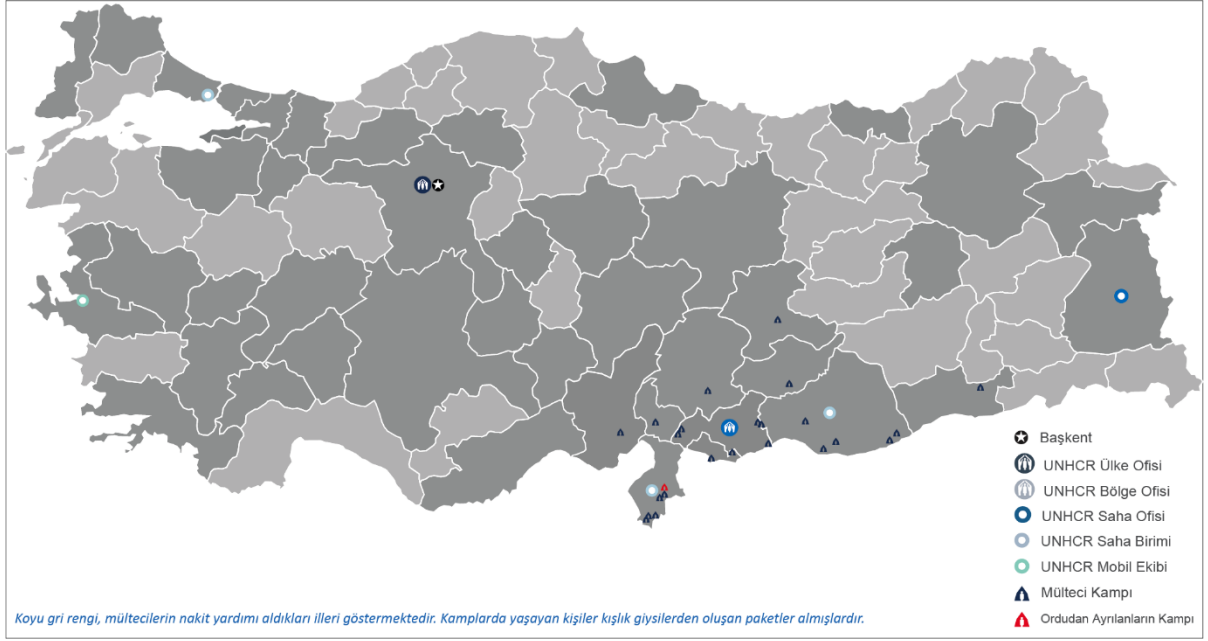 Başkent
UNHCR Ülke Ofisi
UNHCR Bölge Ofisi
UNHCR Saha Ofisi
UNHCR Saha Birimi
UNHCR Mobil Ekibi
Mülteci Kampı
Ordudan Ayrılanların Kampı
Koyu gri rengi, mültecilerin nakit yardımı aldıkları illeri göstermektedir. Kamplarda yaşayan kişiler kışlık giysilerden oluşan paketler almışlardır.